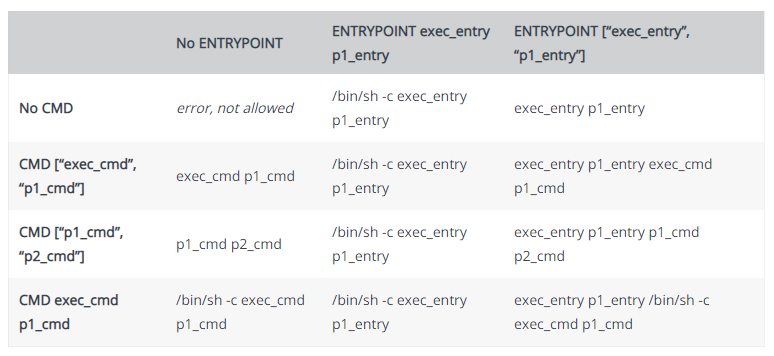 No ENTRYPOINT
ENTRYPOINT exec_entry
p1_entry
ENTRYPOINT [“exec_entry”,
“p1_entry”]
No CMD
error, not allowed
/bin/sh -c exec_entry
p1_entry
exec_entry p1_entry
CMD [“exec_cmd”,
“p1_cmd”]
exec_cmd p1_cmd
/bin/sh -c exec_entry
p1_entry
exec_entry p1_entry exec_cmd
p1_cmd
CMD [“p1_cmd”,
“p2_cmd”]
p1_cmd p2_cmd
/bin/sh -c exec_entry
p1_entry
exec_entry p1_entry p1_cmd
p2_cmd
CMD exec_cmd
p1_cmd
/bin/sh -c exec_cmd
p1_cmd
/bin/sh -c exec_entry
p1_entry
exec_entry p1_entry /bin/sh -c
exec_cmd p1_cmd